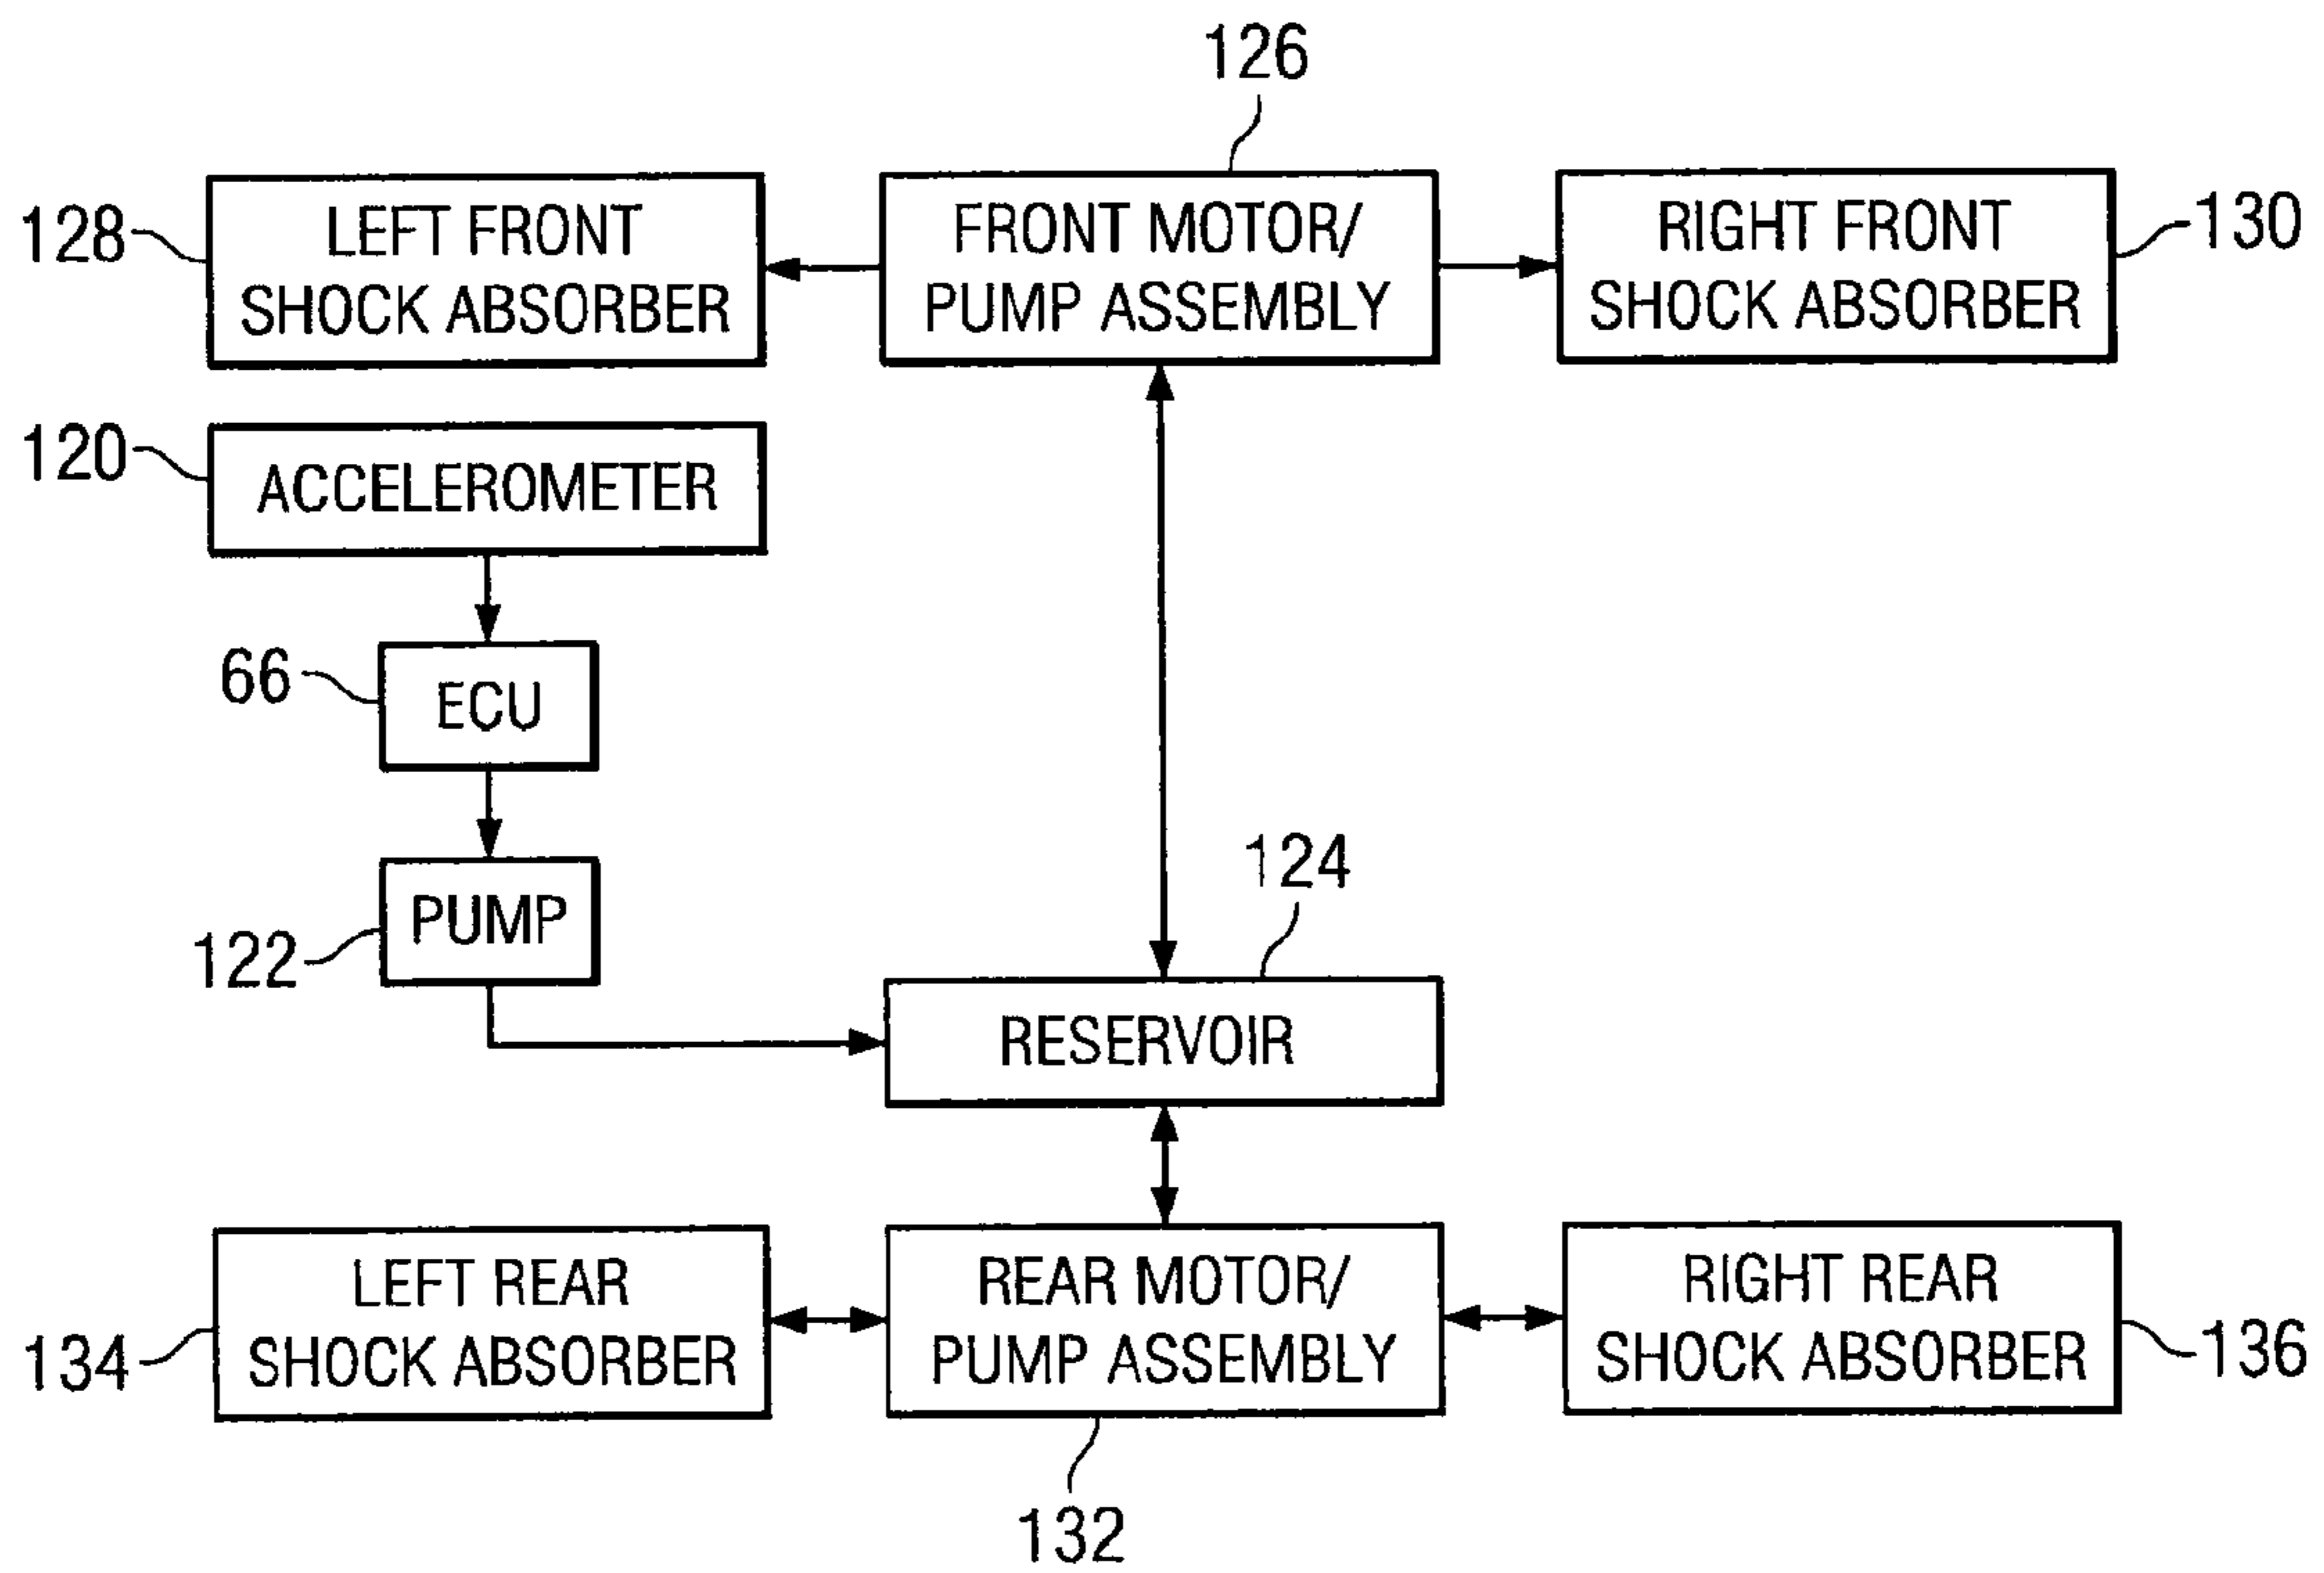 126
128
LEFT FRONT
SHOCK ABSORBER
FRONT MOTOR/
PUMP ASSEMBLY
RIGHT FRONT
SHOCK ABSORBER
130
120
ACCELEROMETER
66
ECU
122
PUMP
124
RESERVOIR
134
LEFT REAR
SHOCK ABSORBER
REAR MOTOR/
PUMP ASSEMBLY
RIGHT REAR
SHOCK ABSORBER
136
132